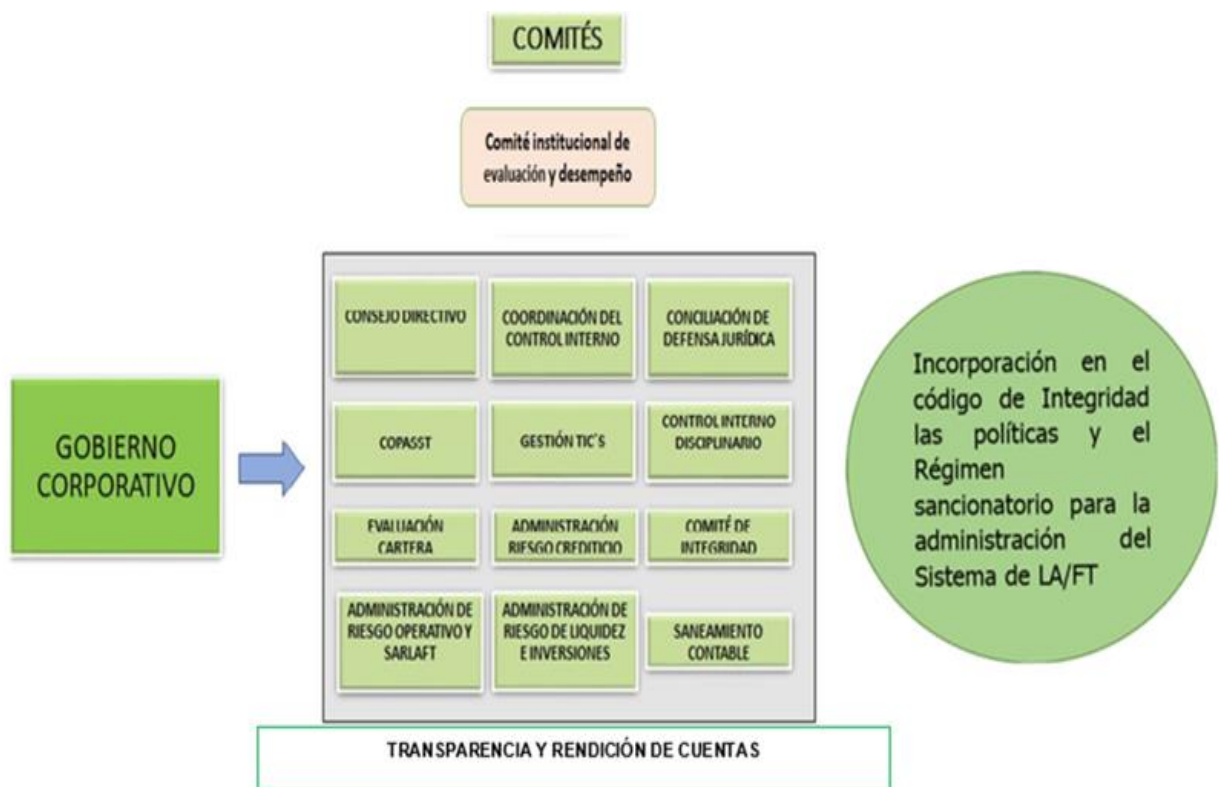 COMITÉS
Comité institucional de
evaluación y desempeño
GOBIERNO
CORPORATIVO
CONSEJO DIRECTIVO
COORDINACIÓN DEL
CONTROL INTERNO
CONCILIACIÓN DE
DEFENSA JURÍDICA
COPASST
GESTIÓN TIC´S
CONTROL INTERNO
DISCIPLINARIO
EVALUACIÓN
CARTERA
ADMINISTRACIÓN
RIESGO CREDITICIO
COMITÉ DE
INTEGRIDAD
ADMINISTRACIÓN DE
RIESGO OPERATIVO Y
SARLAFT
ADMINISTRACIÓN DE
RIESGO DE LIQUIDEZ
E INVERSIONES
SANEAMIENTO
CONTABLE
Incorporación en el
código de Integridad
las políticas y el
Régimen
sancionatorio para la
administración del
Sistema de LA/FT
TRANSPARENCIA Y RENDICIÓN DE CUENTAS